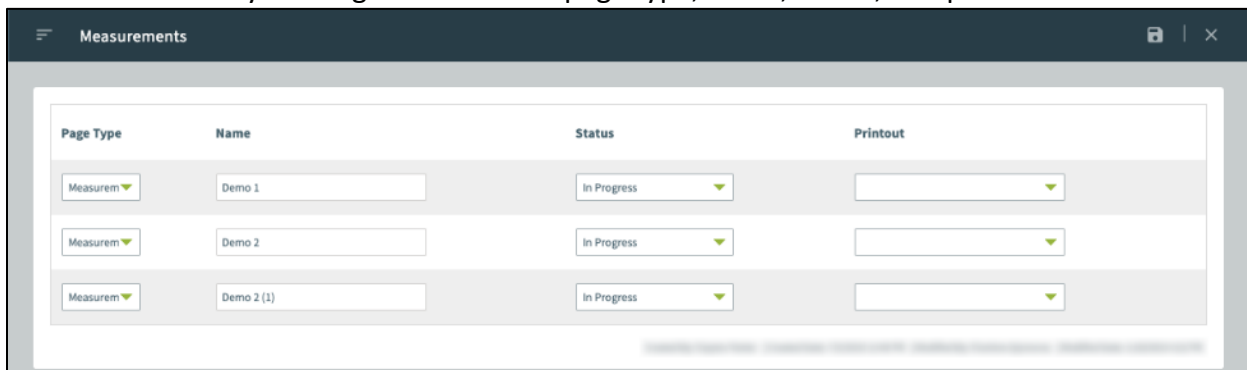 Measurements
Page Type Name Status Printout
Measurem Demo 1 In Progress
Measurem Demo 2 In Progress
Measurem Demo 2 (1) In Progress